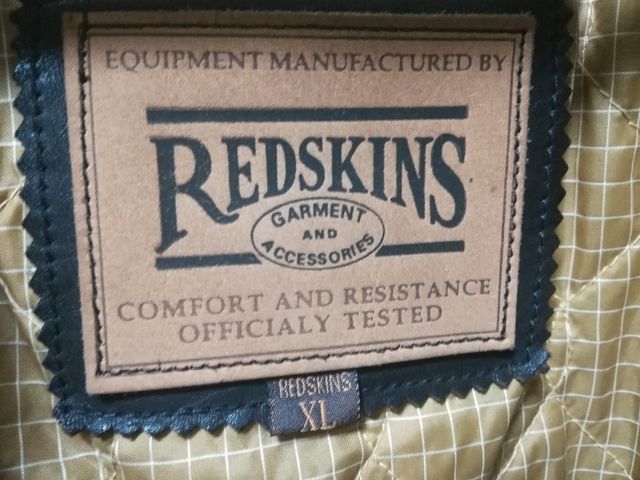 EQUIPMENT MANUFACTURED BY
REDSKINS
GARMENT
AND
ACCESSORIES
COMFORT AND RESISTANCE
OFFICIALY TESTED
REDSKINS
XL